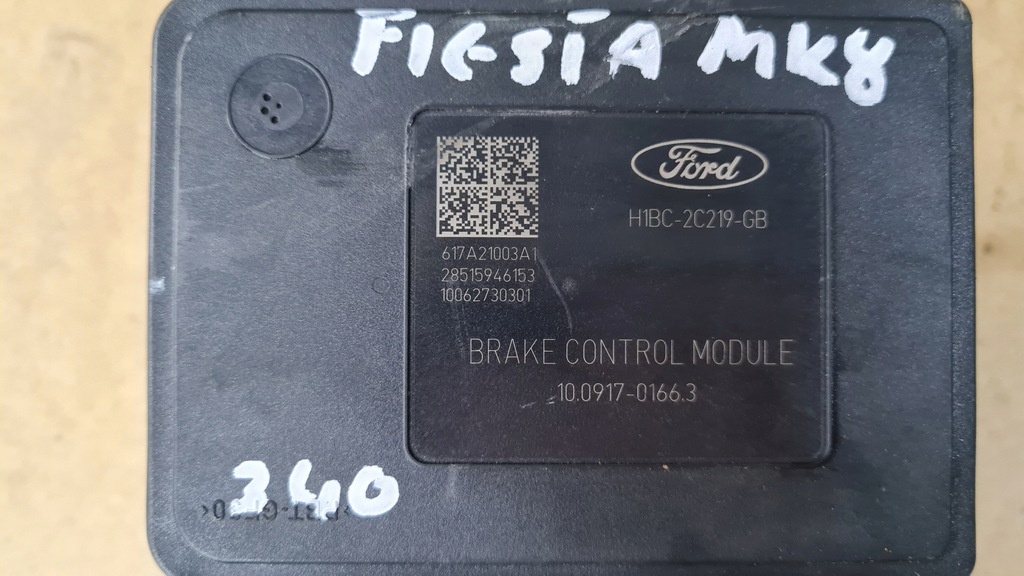 FIESTA MK8
Ford
H1BC-2C219-GB
617A21003A1
28515946153
10062730301
BRAKE CONTROL MODULE
10.0917-0166.3
340